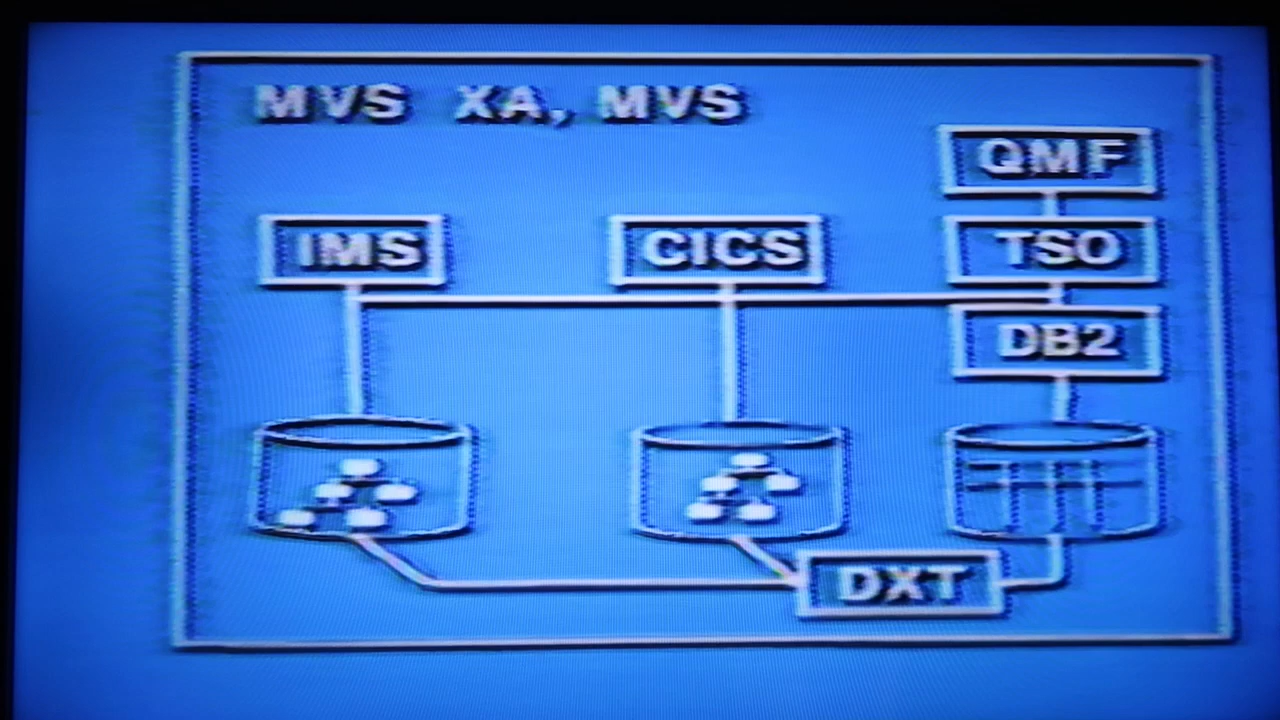 MVS XA, MVS
QMF
IMS
CICS
TSO
DB2
DXT